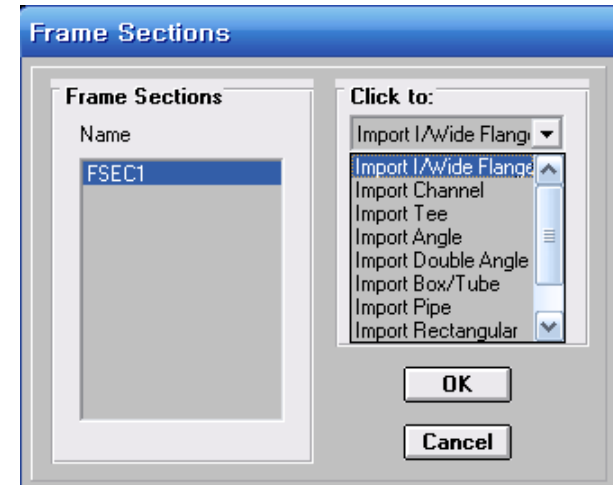 Frame Sections
Frame Sections
Name
FSEC1
Click to:
Import I/Wide Flang
Import I/Wide Flange
Import Channel
Import Tee
Import Angle
Import Double Angle
Import Box/Tube
Import Pipe
Import Rectangular
OK
Cancel